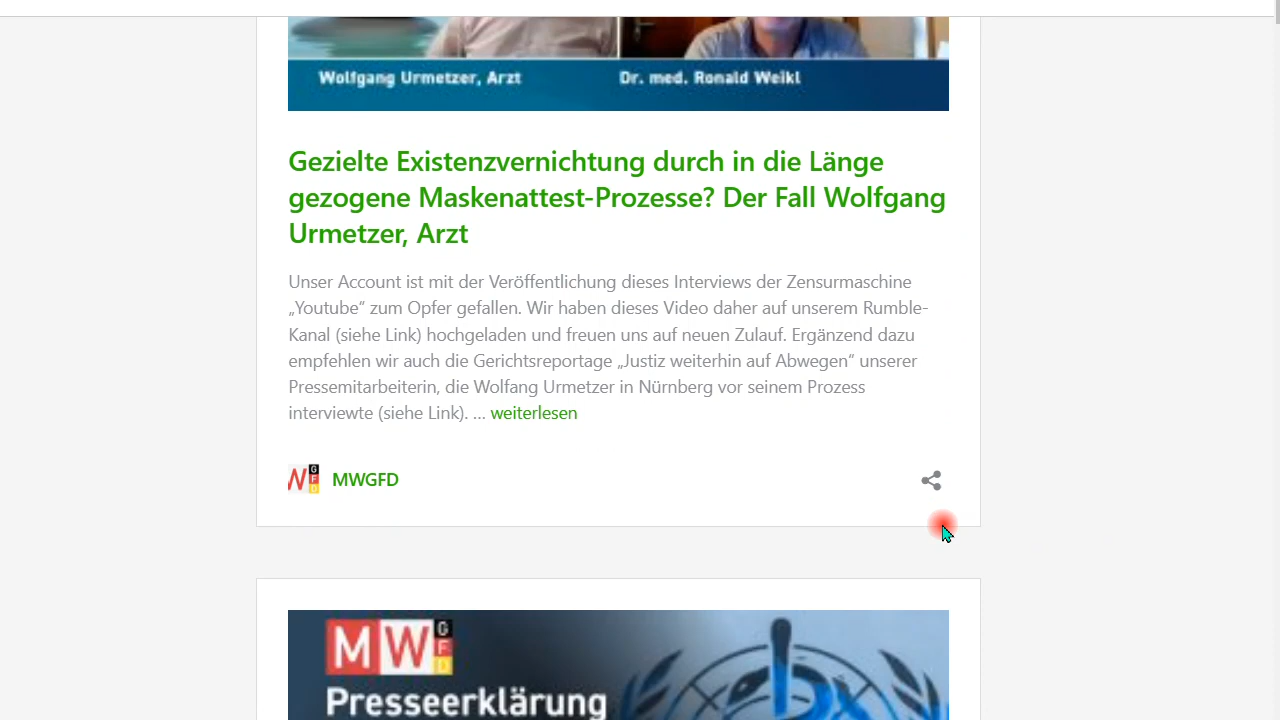 Wolfgang Urmetzer, Arzt
Dr. med. Ronald Weikl
Gezielte Existenzvernichtung durch in die Länge
gezogene Maskenattest-Prozesse? Der Fall Wolfgang
Urmetzer, Arzt
Unser Account ist mit der Veröffentlichung dieses Interviews der Zensurmaschine
„Youtube“ zum Opfer gefallen. Wir haben dieses Video daher auf unserem Rumble-
Kanal (siehe Link) hochgeladen und freuen uns auf neuen Zulauf. Ergänzend dazu
empfehlen wir auch die Gerichtsreportage „Justiz weiterhin auf Abwegen“ unserer
Pressemitarbeiterin, die Wolfang Urmetzer in Nürnberg vor seinem Prozess
interviewte (siehe Link). … weiterlesen
W G F D MWGFD
MW G F D
Presseerklärung